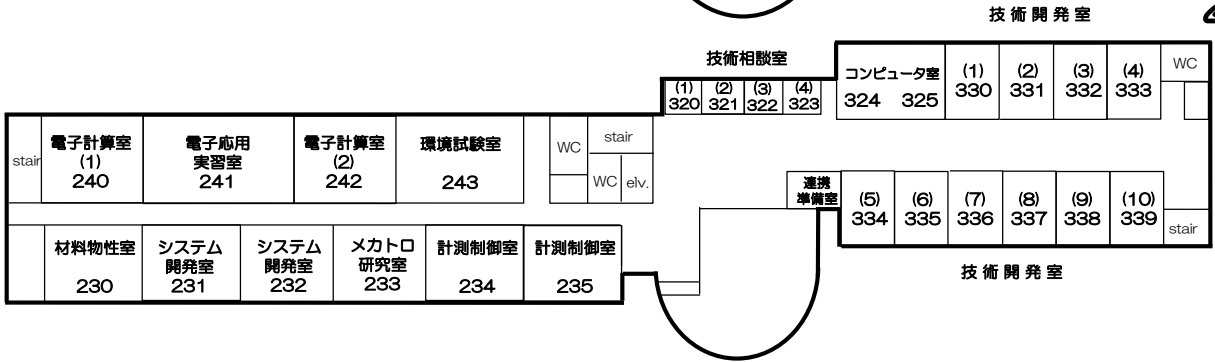 技術開発室
技術相談室
(1)
320
(2)
321
(3)
322
(4)
323
コンピュータ室
324 325
(1)
330
(2)
331
(3)
332
(4)
333
WC
stair
電子計算室
(1)
240
電子応用
実習室
241
電子計算室
(2)
242
環境試験室
243
WC
stair
WC
elv.
連携
準備室
(5)
334
(6)
335
(7)
336
(8)
337
(9)
338
(10)
339
stair
材料物性室
230
システム
開発室
231
システム
開発室
232
メカトロ
研究室
233
計測制御室
234
計測制御室
235
技術開発室